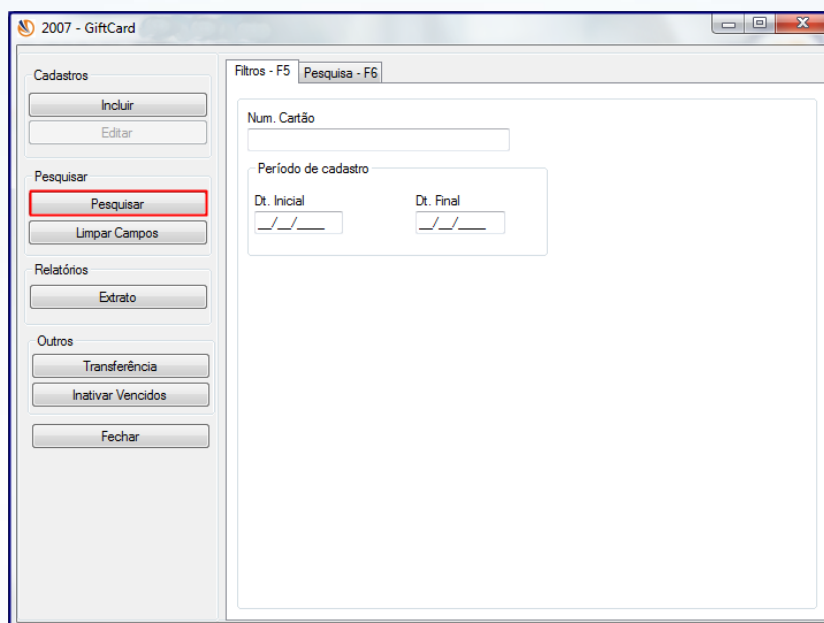 2007 - GiftCard
Cadastros
Incluir
Editar
Pesquisar
Pesquisar
Limpar Campos
Relatórios
Extrato
Outros
Transferência
Inativar Vencidos
Fechar
Filtros - F5 Pesquisa - F6
Num. Cartão
Período de cadastro
Dt. Inicial Dt. Final
__/__/____ __/__/____